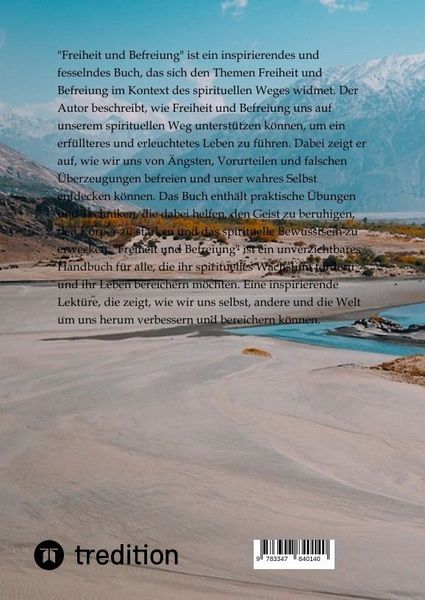 "Freiheit und Befreiung" ist ein inspirierendes und
fesselndes Buch, das sich den Themen Freiheit und
Befreiung im Kontext des spirituellen Weges widmet. Der
Autor beschreibt, wie Freiheit und Befreiung uns auf
unserem spirituellen Weg unterstützen können, um ein
erfüllteres und erleuchtetes Leben zu führen. Dabei zeigt er
auf, wie wir uns von Ängsten, Vorurteilen und falschen
Überzeugungen befreien und unser wahres Selbst
entdecken können. Das Buch enthält praktische Übungen
und Techniken, die dabei helfen, den Geist zu beruhigen,
den Körper zu stärken und das spirituelle Bewusstsein zu
erwecken. "Freiheit und Befreiung" ist ein unverzichtbares
Handbuch für alle, die ihr spirituelles Wachstum fördern
und ihr Leben bereichern möchten. Eine inspirierende
Lektüre, die zeigt, wie wir uns selbst, andere und die Welt
um uns herum verbessern und bereichern können.
tredition
9 783347 840140